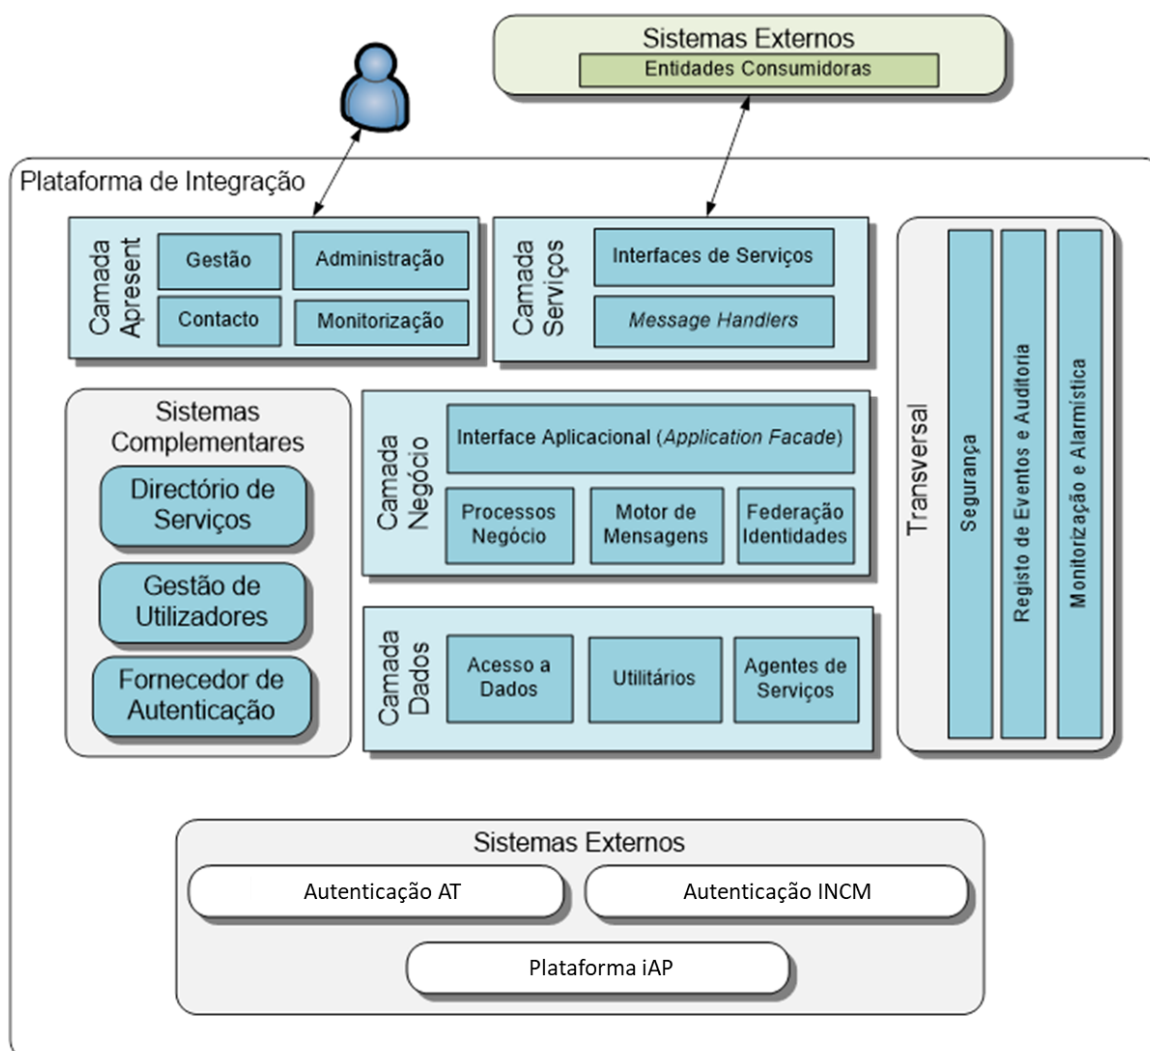 Sistemas Externos
Entidades Consumidoras
Plataforma de Integração
Camada
Apresent
Gestão
Administração
Contacto
Monitorização
Camada
Serviços
Interfaces de Serviços
Message Handlers
Sistemas
Complementares
Directório de
Serviços
Gestão de
Utilizadores
Fornecedor de
Autenticação
Camada
Negócio
Interface Aplicacional (Application Facade)
Processos
Negócio
Motor de
Mensagens
Federação
Identidades
Camada
Dados
Acesso a
Dados
Utilitários
Agentes de
Serviços
Transversal
Segurança
Registo de Eventos e Auditoria
Monitorização e Alarmística
Sistemas Externos
Autenticação AT
Autenticação INCM
Plataforma iAP